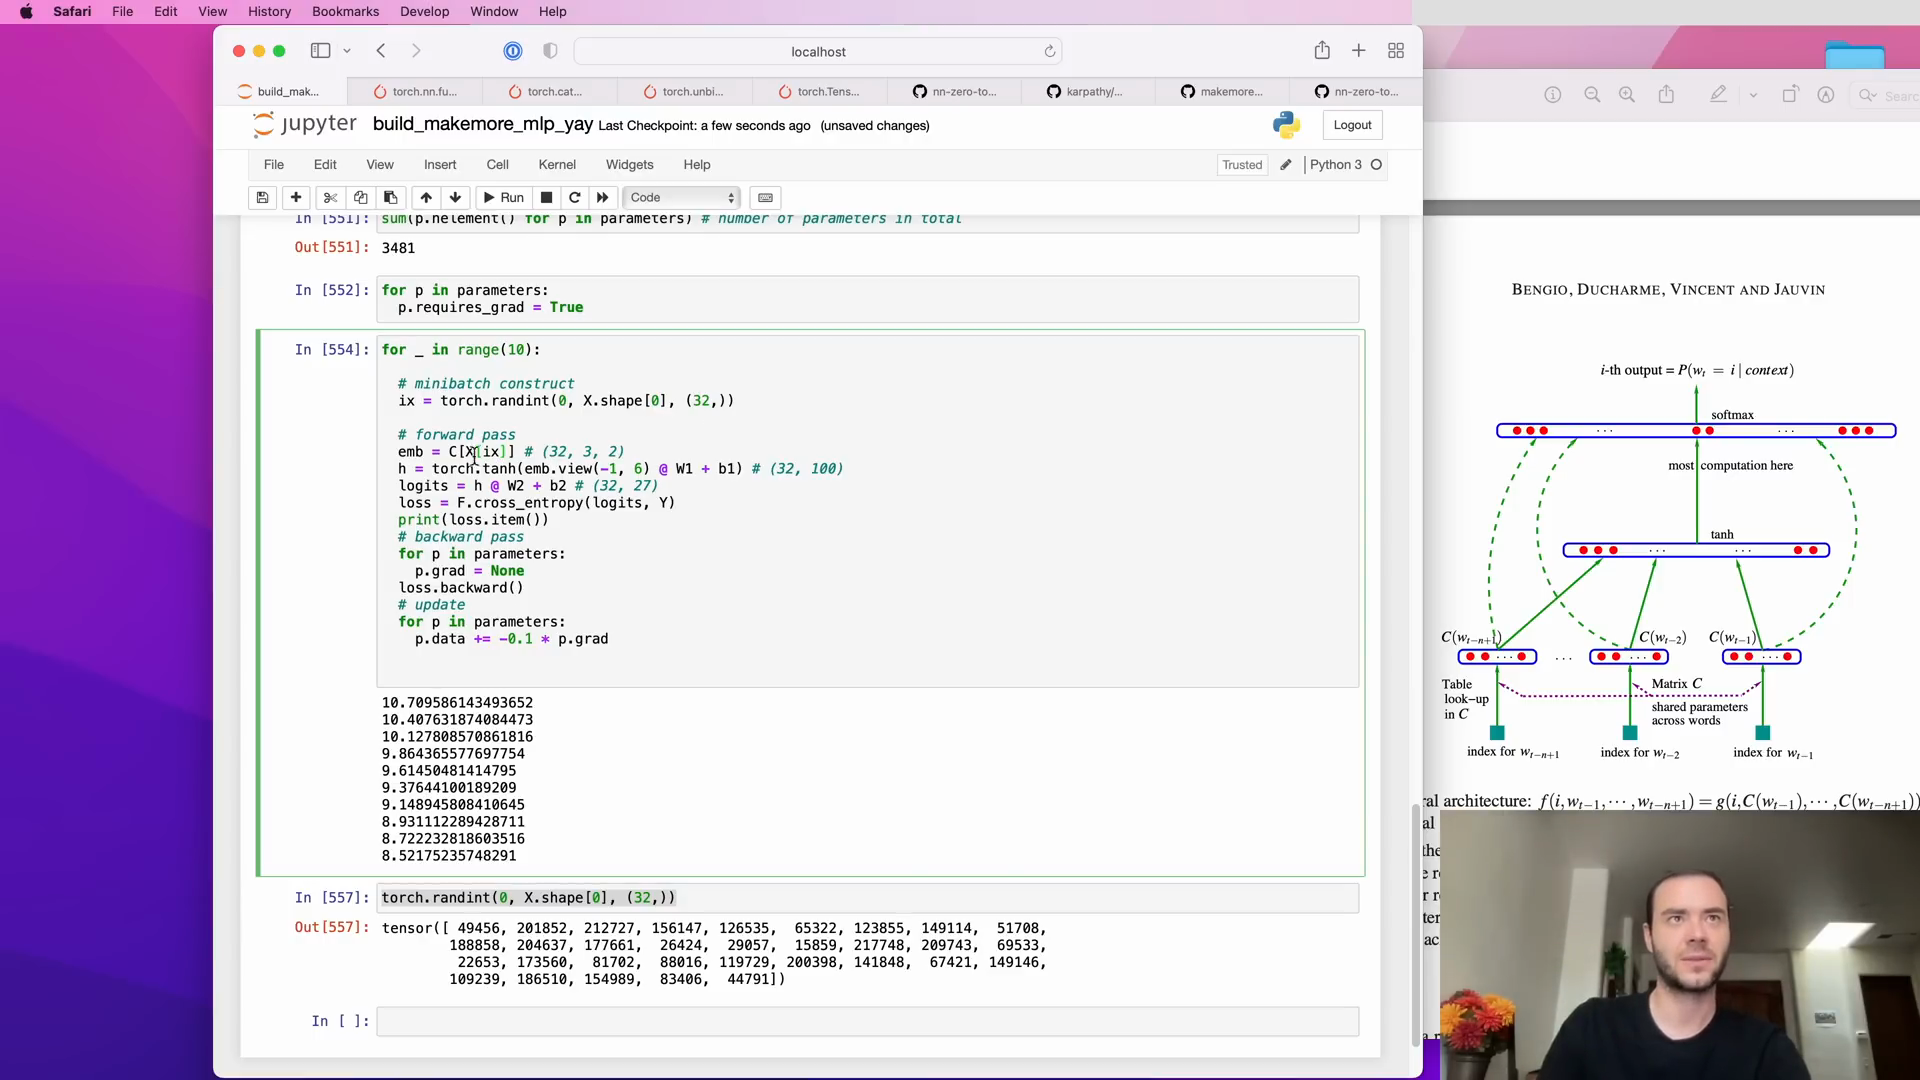 Safari File Edit View History Bookmarks Develop Window Help
localhost
build_mak... torch.nn.fu... torch.cat... torch.unbi... torch.Tens... nn-zero-to... karpathy/... makemore... nn-zero-to...
jupyter build_makemore_mlp_yay Last Checkpoint: a few seconds ago (unsaved changes) Logout
File Edit View Insert Cell Kernel Widgets Help Trusted Python 3
Run Code
In [551]: sum(p.nelement() for p in parameters) # number of parameters in total
Out[551]: 3481
In [552]: for p in parameters:
p.requires_grad = True
In [554]: for _ in range(10):
# minibatch construct
ix = torch.randint(0, X.shape[0], (32,))
# forward pass
emb = C[X[ix]] # (32, 3, 2)
h = torch.tanh(emb.view(-1, 6) @ W1 + b1) # (32, 100)
logits = h @ W2 + b2 # (32, 27)
loss = F.cross_entropy(logits, Y)
print(loss.item())
# backward pass
for p in parameters:
p.grad = None
loss.backward()
# update
for p in parameters:
p.data += -0.1 * p.grad
10.709586143493652
10.407631874084473
10.127808570861816
9.864365577697754
9.61450481414795
9.37644100189209
9.148945808410645
8.931112289428711
8.722232818603516
8.52175235748291
In [557]: torch.randint(0, X.shape[0], (32,))
Out[557]: tensor([ 49456, 201852, 212727, 156147, 126535, 65322, 123855, 149114, 51708,
188858, 204637, 177661, 26424, 29057, 15859, 217748, 209743, 69533,
22653, 173560, 81702, 88016, 119729, 200398, 141848, 67421, 149146,
109239, 186510, 154989, 83406, 44791])
In [ ]:
Search
BENGIO, DUCHARME, VINCENT AND JAUVIN
i-th output = P(w_t = i | context)
softmax
...
most computation here
tanh
...
C(w_{t−n+1}) C(w_{t−2}) C(w_{t−1})
...
Table look−up in C
Matrix C
shared parameters
across words
index for w_{t−n+1} index for w_{t−2} index for w_{t−1}
ral architecture: f(i,w_{t−1},···,w_{t−n+1}) = g(i,C(w_{t−1}),···,C(w_{t−n+1}))